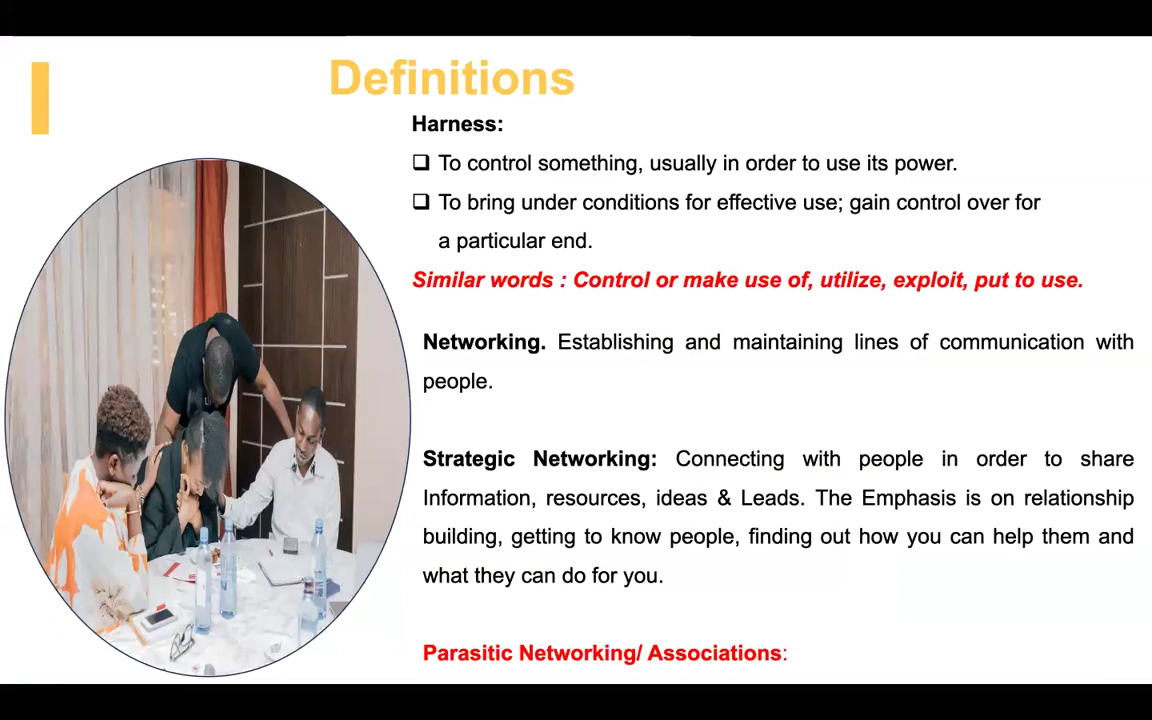 Definitions
Harness:
❑ To control something, usually in order to use its power.
❑ To bring under conditions for effective use; gain control over for
a particular end.
Similar words : Control or make use of, utilize, exploit, put to use.
Networking. Establishing and maintaining lines of communication with
people.
Strategic Networking: Connecting with people in order to share
Information, resources, ideas & Leads. The Emphasis is on relationship
building, getting to know people, finding out how you can help them and
what they can do for you.
Parasitic Networking/ Associations: